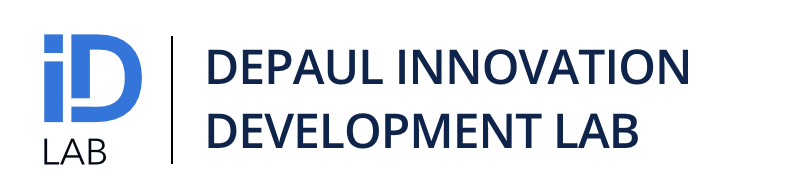 iD
LAB
DEPAUL INNOVATION
DEVELOPMENT LAB